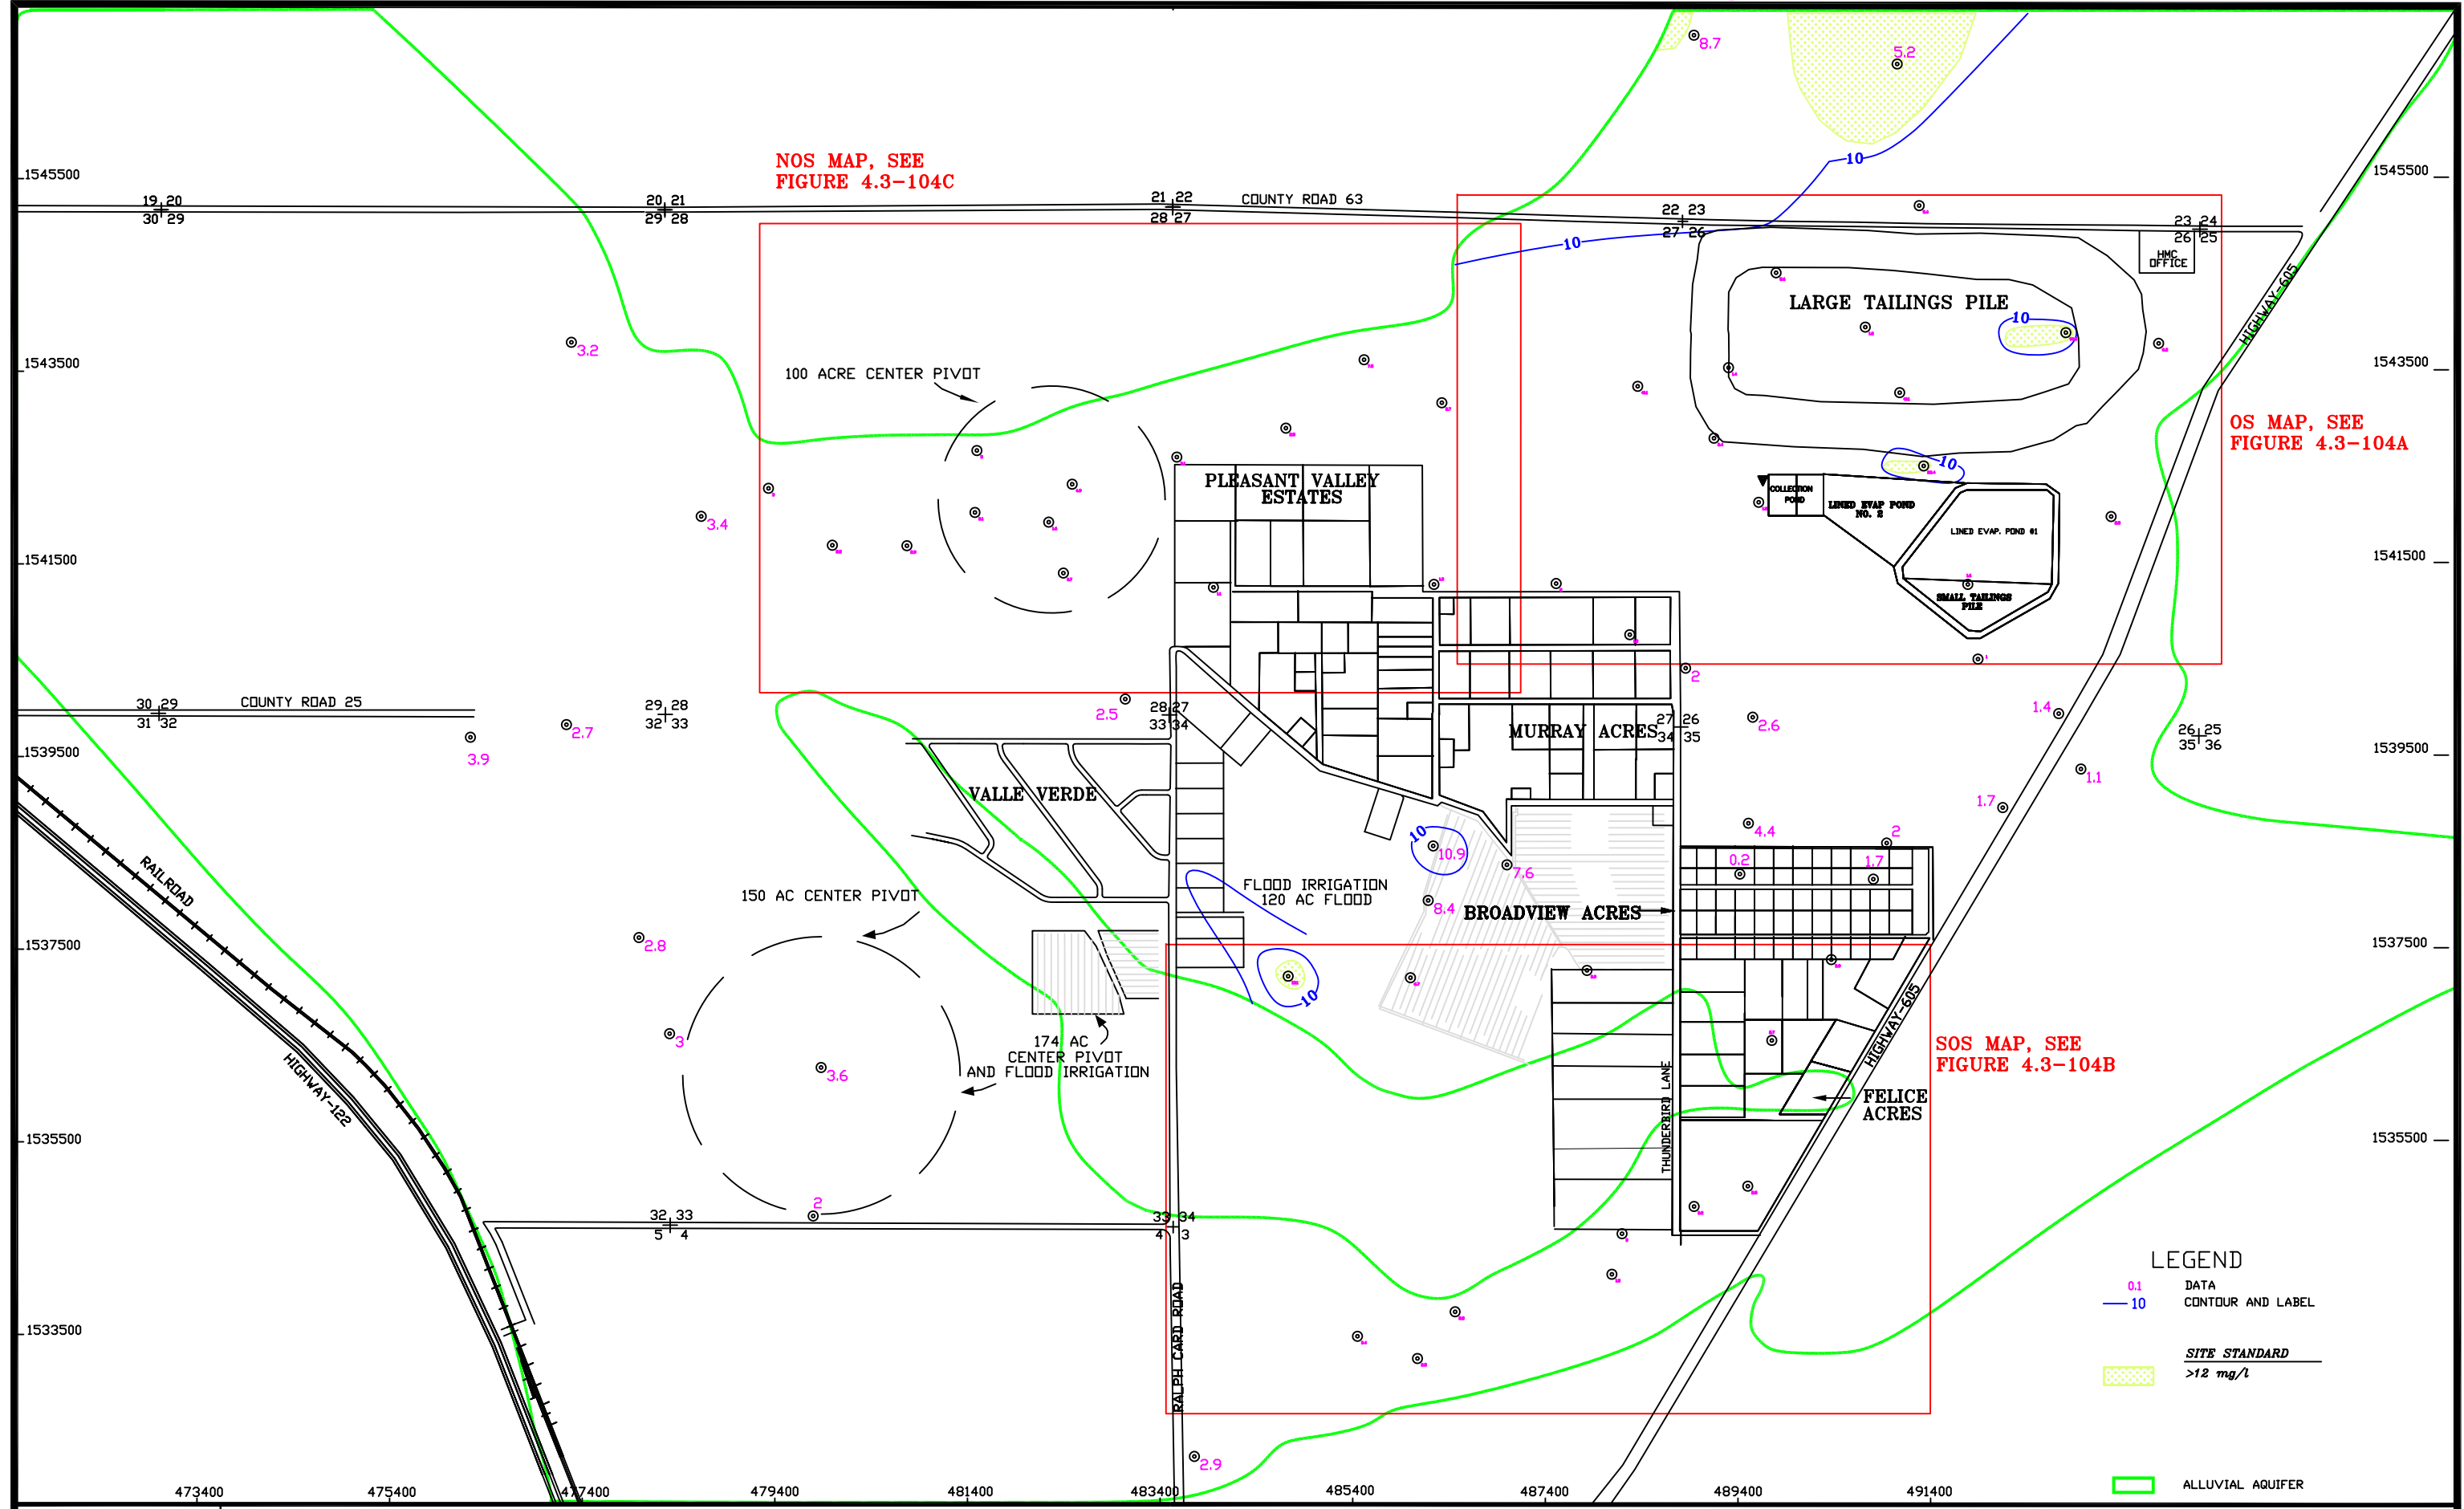 8.7
5.2
10
NOS MAP, SEE
FIGURE 4.3-104C
1545500
1545500
19 20
30 29
20 21
29 28
21 22
28 27
COUNTY ROAD 63
22 23
27 26
23 24
26 25
10
HMC
OFFICE
LARGE TAILINGS PILE
10
HIGHWAY-605
3.2
1543500
1543500
100 ACRE CENTER PIVOT
OS MAP, SEE
FIGURE 4.3-104A
10
PLEASANT VALLEY
ESTATES
COLLECTION
POND
LINED EVAP POND
NO. 2
LINED EVAP. POND #1
3.4
1541500
1541500
SMALL TAILINGS
PILE
2
COUNTY ROAD 25
30 29
31 32
29 28
32 33
2.5
28 27
33 34
MURRAY ACRES
27 26
34 35
2.6
1.4
26 25
35 36
2.7
3.9
1539500
1539500
1.1
VALLE VERDE
1.7
4.4
2
10
10.9
7.6
0.2
1.7
RAILROAD
150 AC CENTER PIVOT
FLOOD IRRIGATION
120 AC FLOOD
8.4
BROADVIEW ACRES
2.8
1537500
1537500
10
3
174 AC
CENTER PIVOT
AND FLOOD IRRIGATION
3.6
HIGHWAY-122
HIGHWAY-605
SOS MAP, SEE
FIGURE 4.3-104B
THUNDERBIRD LANE
FELICE
ACRES
1535500
1535500
2
32 33
5 4
33 34
4 3
RALPH CARD ROAD
1533500
2.9
LEGEND
0.1 DATA
10 CONTOUR AND LABEL
SITE STANDARD
>12 mg/l
ALLUVIAL AQUIFER
473400
475400
477400
479400
481400
483400
485400
487400
489400
491400